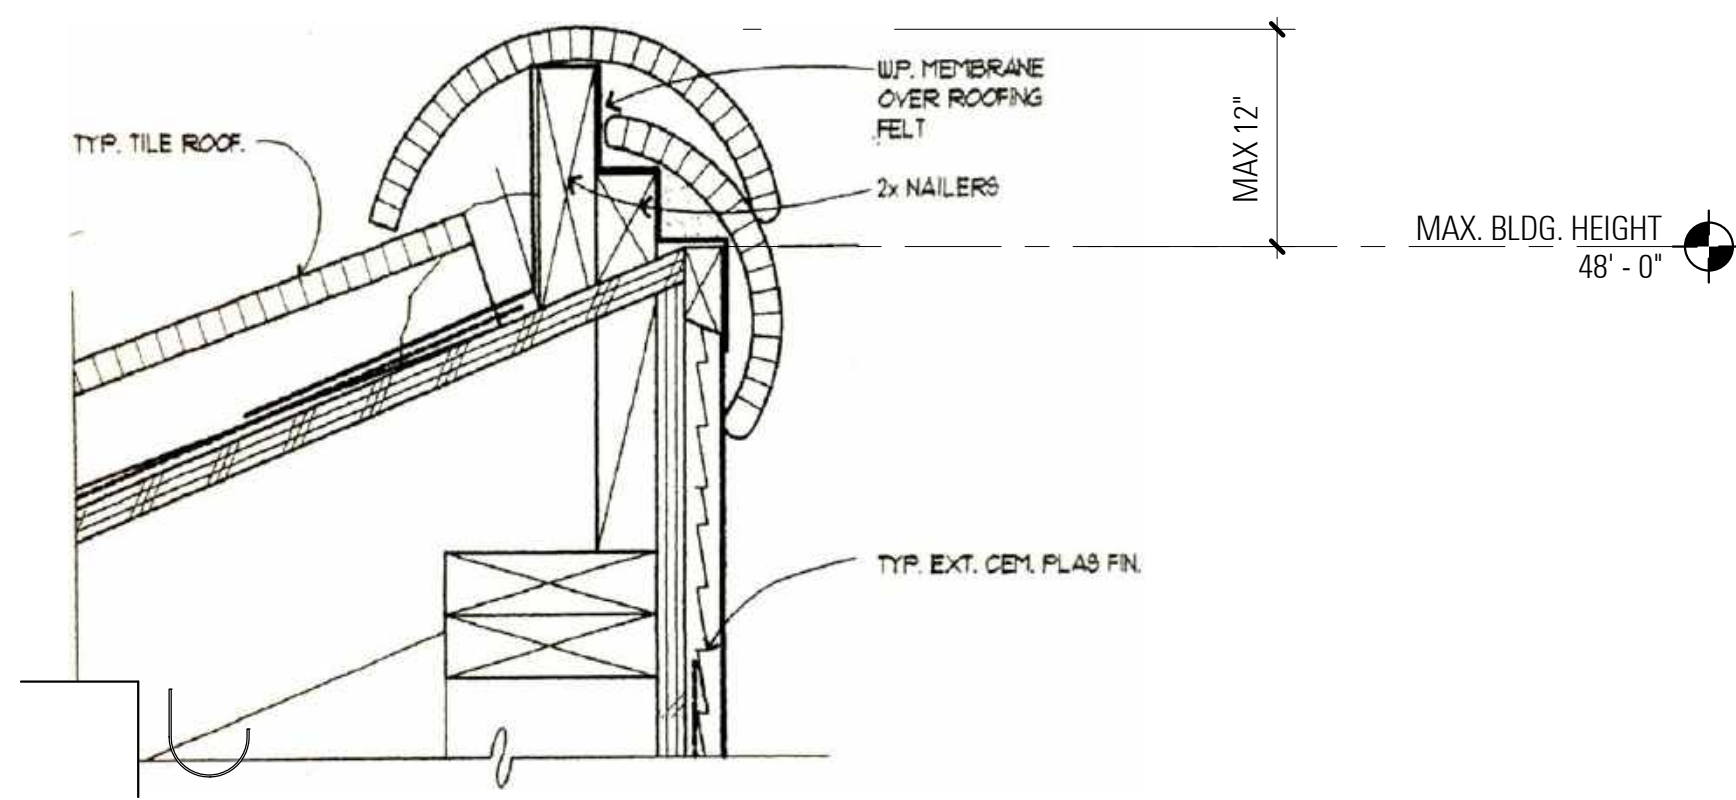 W.P. MEMBRANE
OVER ROOFING
FELT
TYP. TILE ROOF.
2x NAILERS
MAX 12"
MAX. BLDG. HEIGHT
48' - 0"
TYP. EXT. CEM. PLAS FIN.